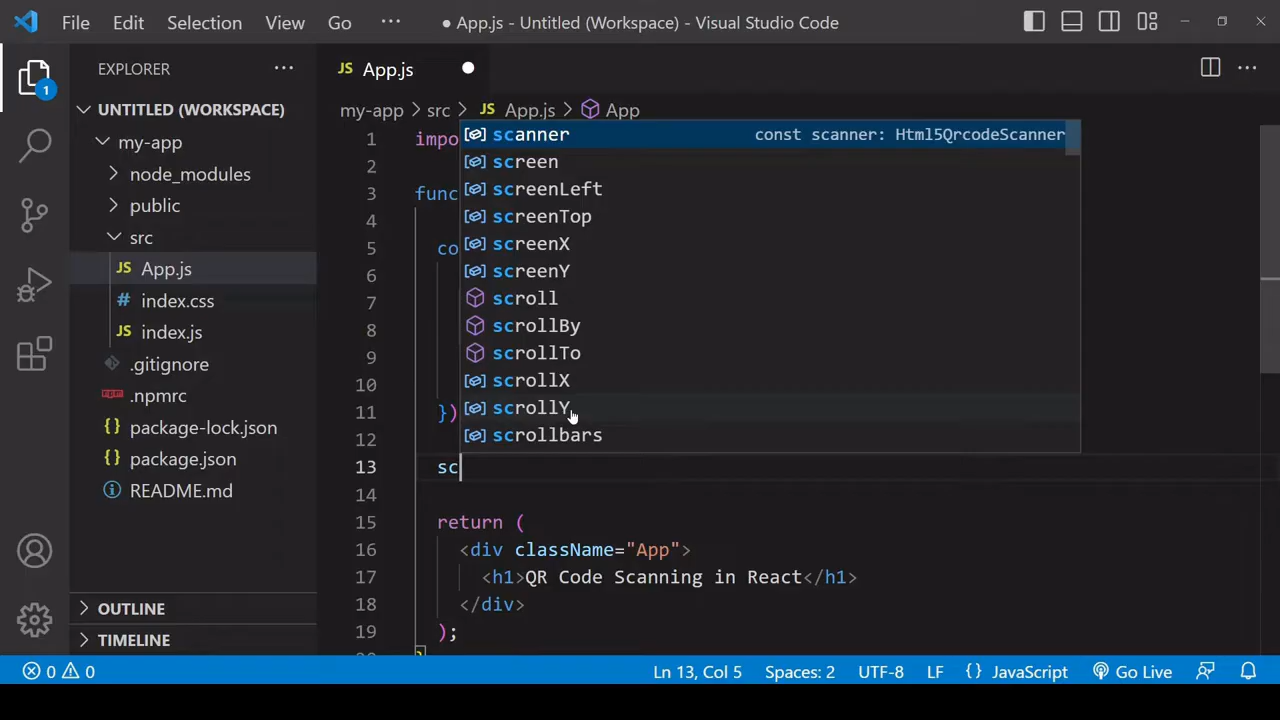 File Edit Selection View Go ··· ● App.js - Untitled (Workspace) - Visual Studio Code
EXPLORER ···
1
UNTITLED (WORKSPACE)
my-app
node_modules
public
src
JS App.js
# index.css
JS index.js
.gitignore
.npmrc
{} package-lock.json
{} package.json
README.md
OUTLINE
TIMELINE
JS App.js ●
my-app > src > JS App.js > App
1 impo
2
3 func
4
5 co
6
7
8
9
10
11 })
12
13 sc
14
15 return (
16 <div className="App">
17 <h1>QR Code Scanning in React</h1>
18 </div>
19 );
}
scanner const scanner: Html5QrcodeScanner
screen
screenLeft
screenTop
screenX
screenY
scroll
scrollBy
scrollTo
scrollX
scrollY
scrollbars
0 0 Ln 13, Col 5 Spaces: 2 UTF-8 LF {} JavaScript Go Live